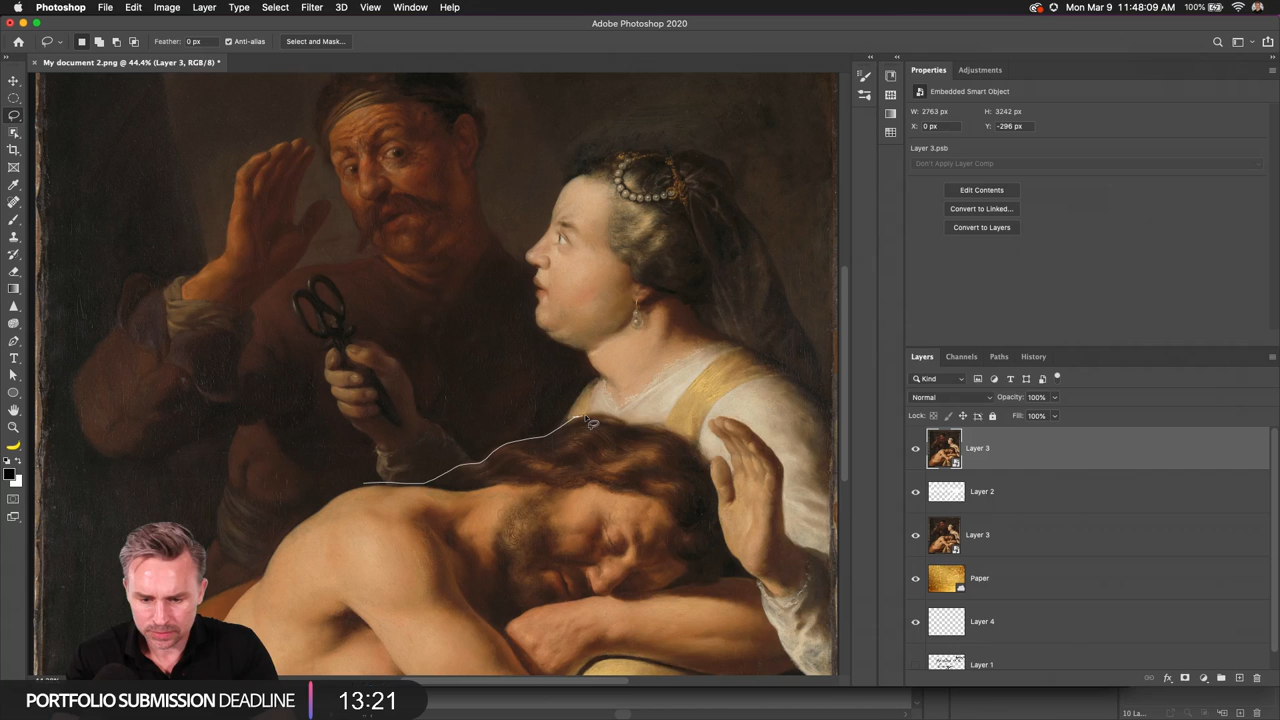 Photoshop File Edit Image Layer Type Select Filter 3D View Window Help 100% Mon Mar 9 11:48:09 AM
Adobe Photoshop 2020
Feather: 0 px Anti-alias Select and Mask...
My document 2.png @ 44.4% (Layer 3, RGB/8) *
Properties Adjustments
Embedded Smart Object
W: 2763 px H: 3242 px
X: 0 px Y: -296 px
Layer 3.psb
Don't Apply Layer Comp
Edit Contents
Convert to Linked...
Convert to Layers
Layers Channels Paths History
Kind
Normal Opacity: 100%
Lock: Fill: 100%
Layer 3
Layer 2
Layer 3
Paper
Layer 4
Layer 1
PORTFOLIO SUBMISSION DEADLINE 13:21
10 La...